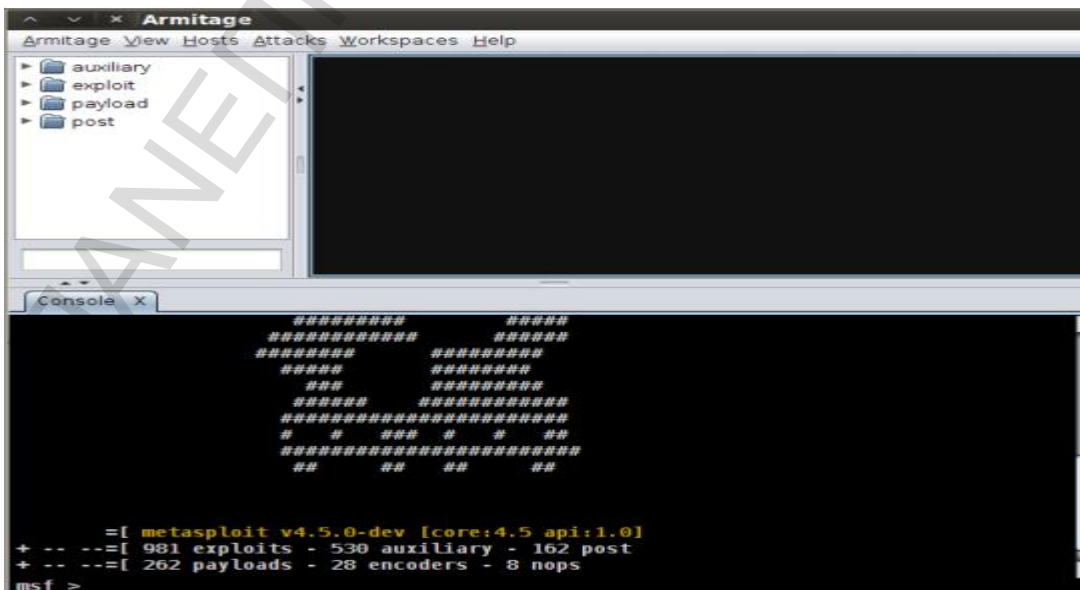 Armitage
Armitage View Hosts Attacks Workspaces Help
auxiliary
exploit
payload
post
Console X
######### #####
############ ######
######## #########
##### ########
### #########
###### ############
#######################
# # ### # # ##
########################
## ## ## ##
=[ metasploit v4.5.0-dev [core:4.5 api:1.0]
+ -- --=[ 981 exploits - 530 auxiliary - 162 post
+ -- --=[ 262 payloads - 28 encoders - 8 nops
msf >